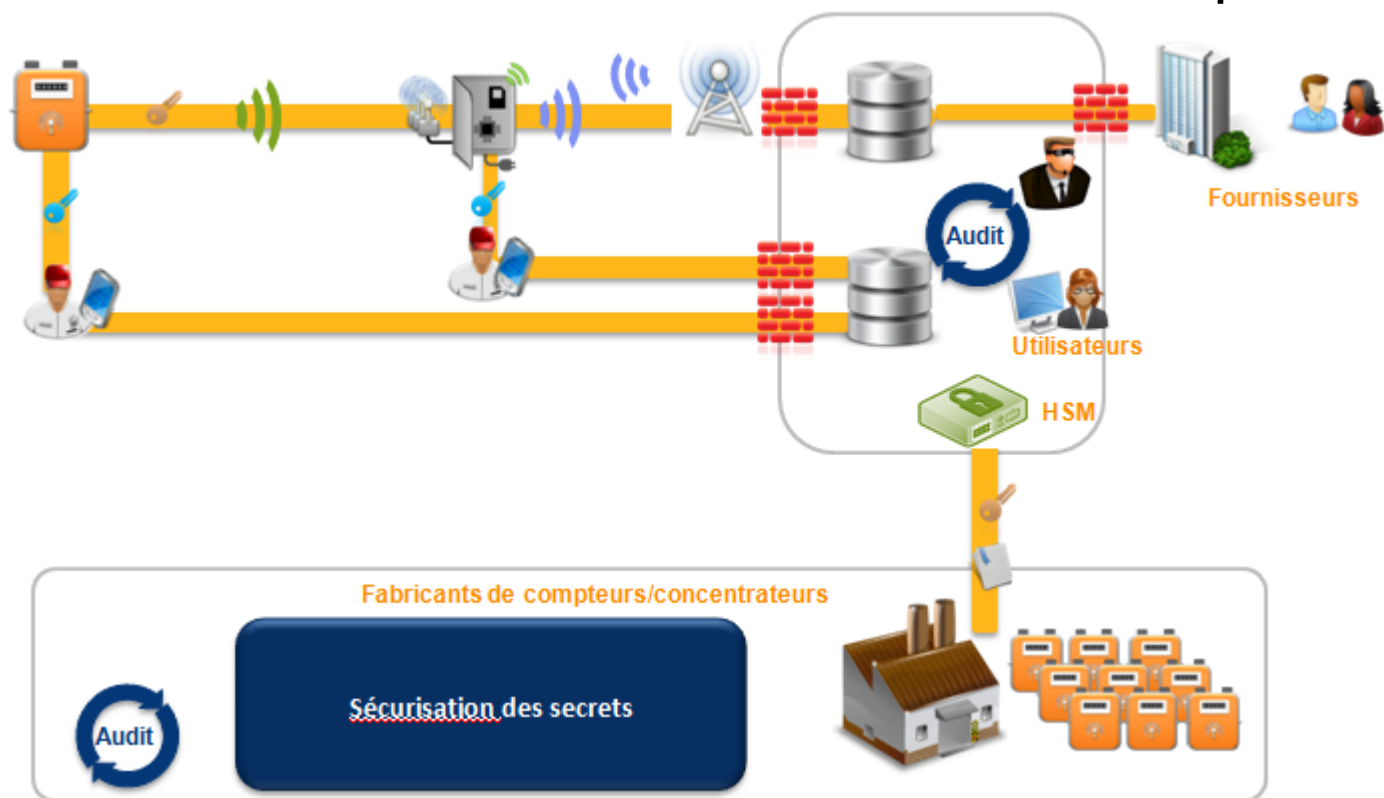 Fournisseurs
Audit
Utilisateurs
HSM
Fabricants de compteurs/concentrateurs
Sécurisation des secrets
Audit